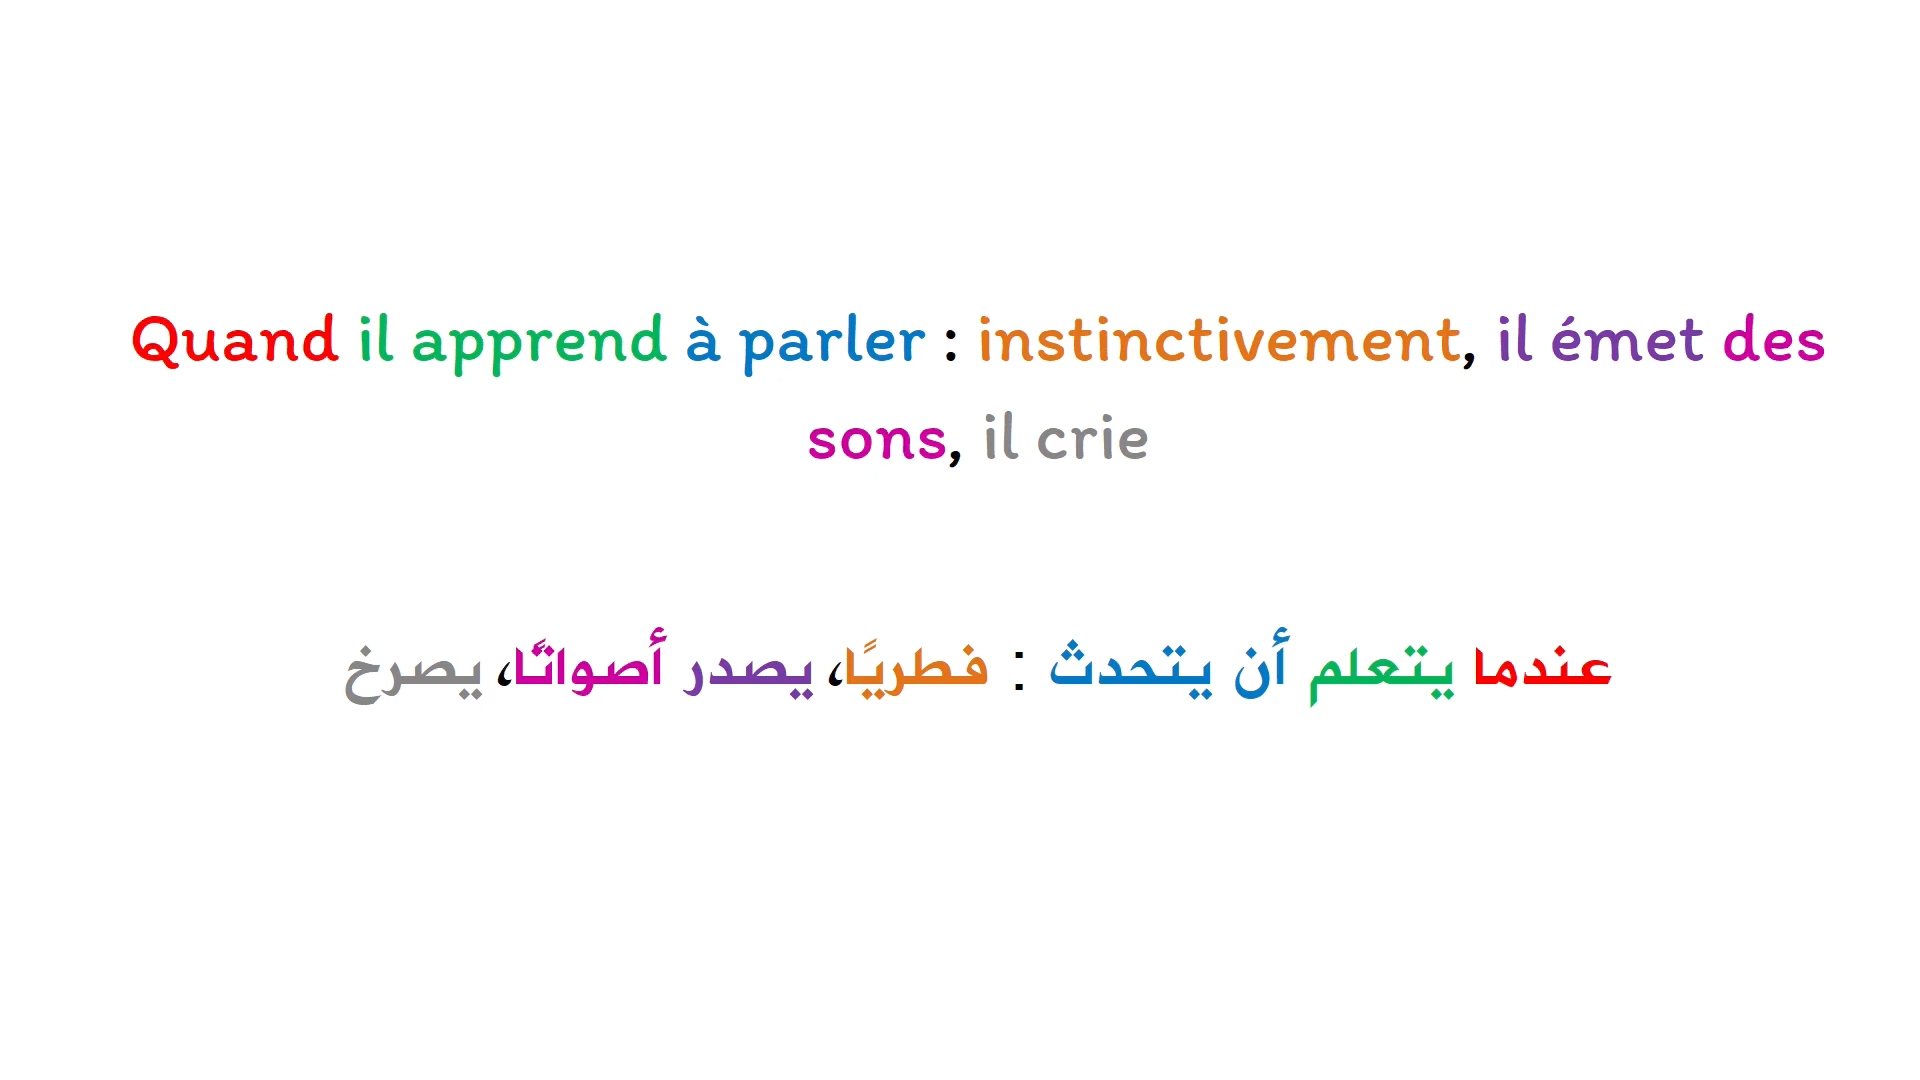 Quand il apprend à parler : instinctivement, il émet des
sons, il crie
عندما يتعلم أن يتحدث : فطريًا، يصدر أصواتًا، يصرخ